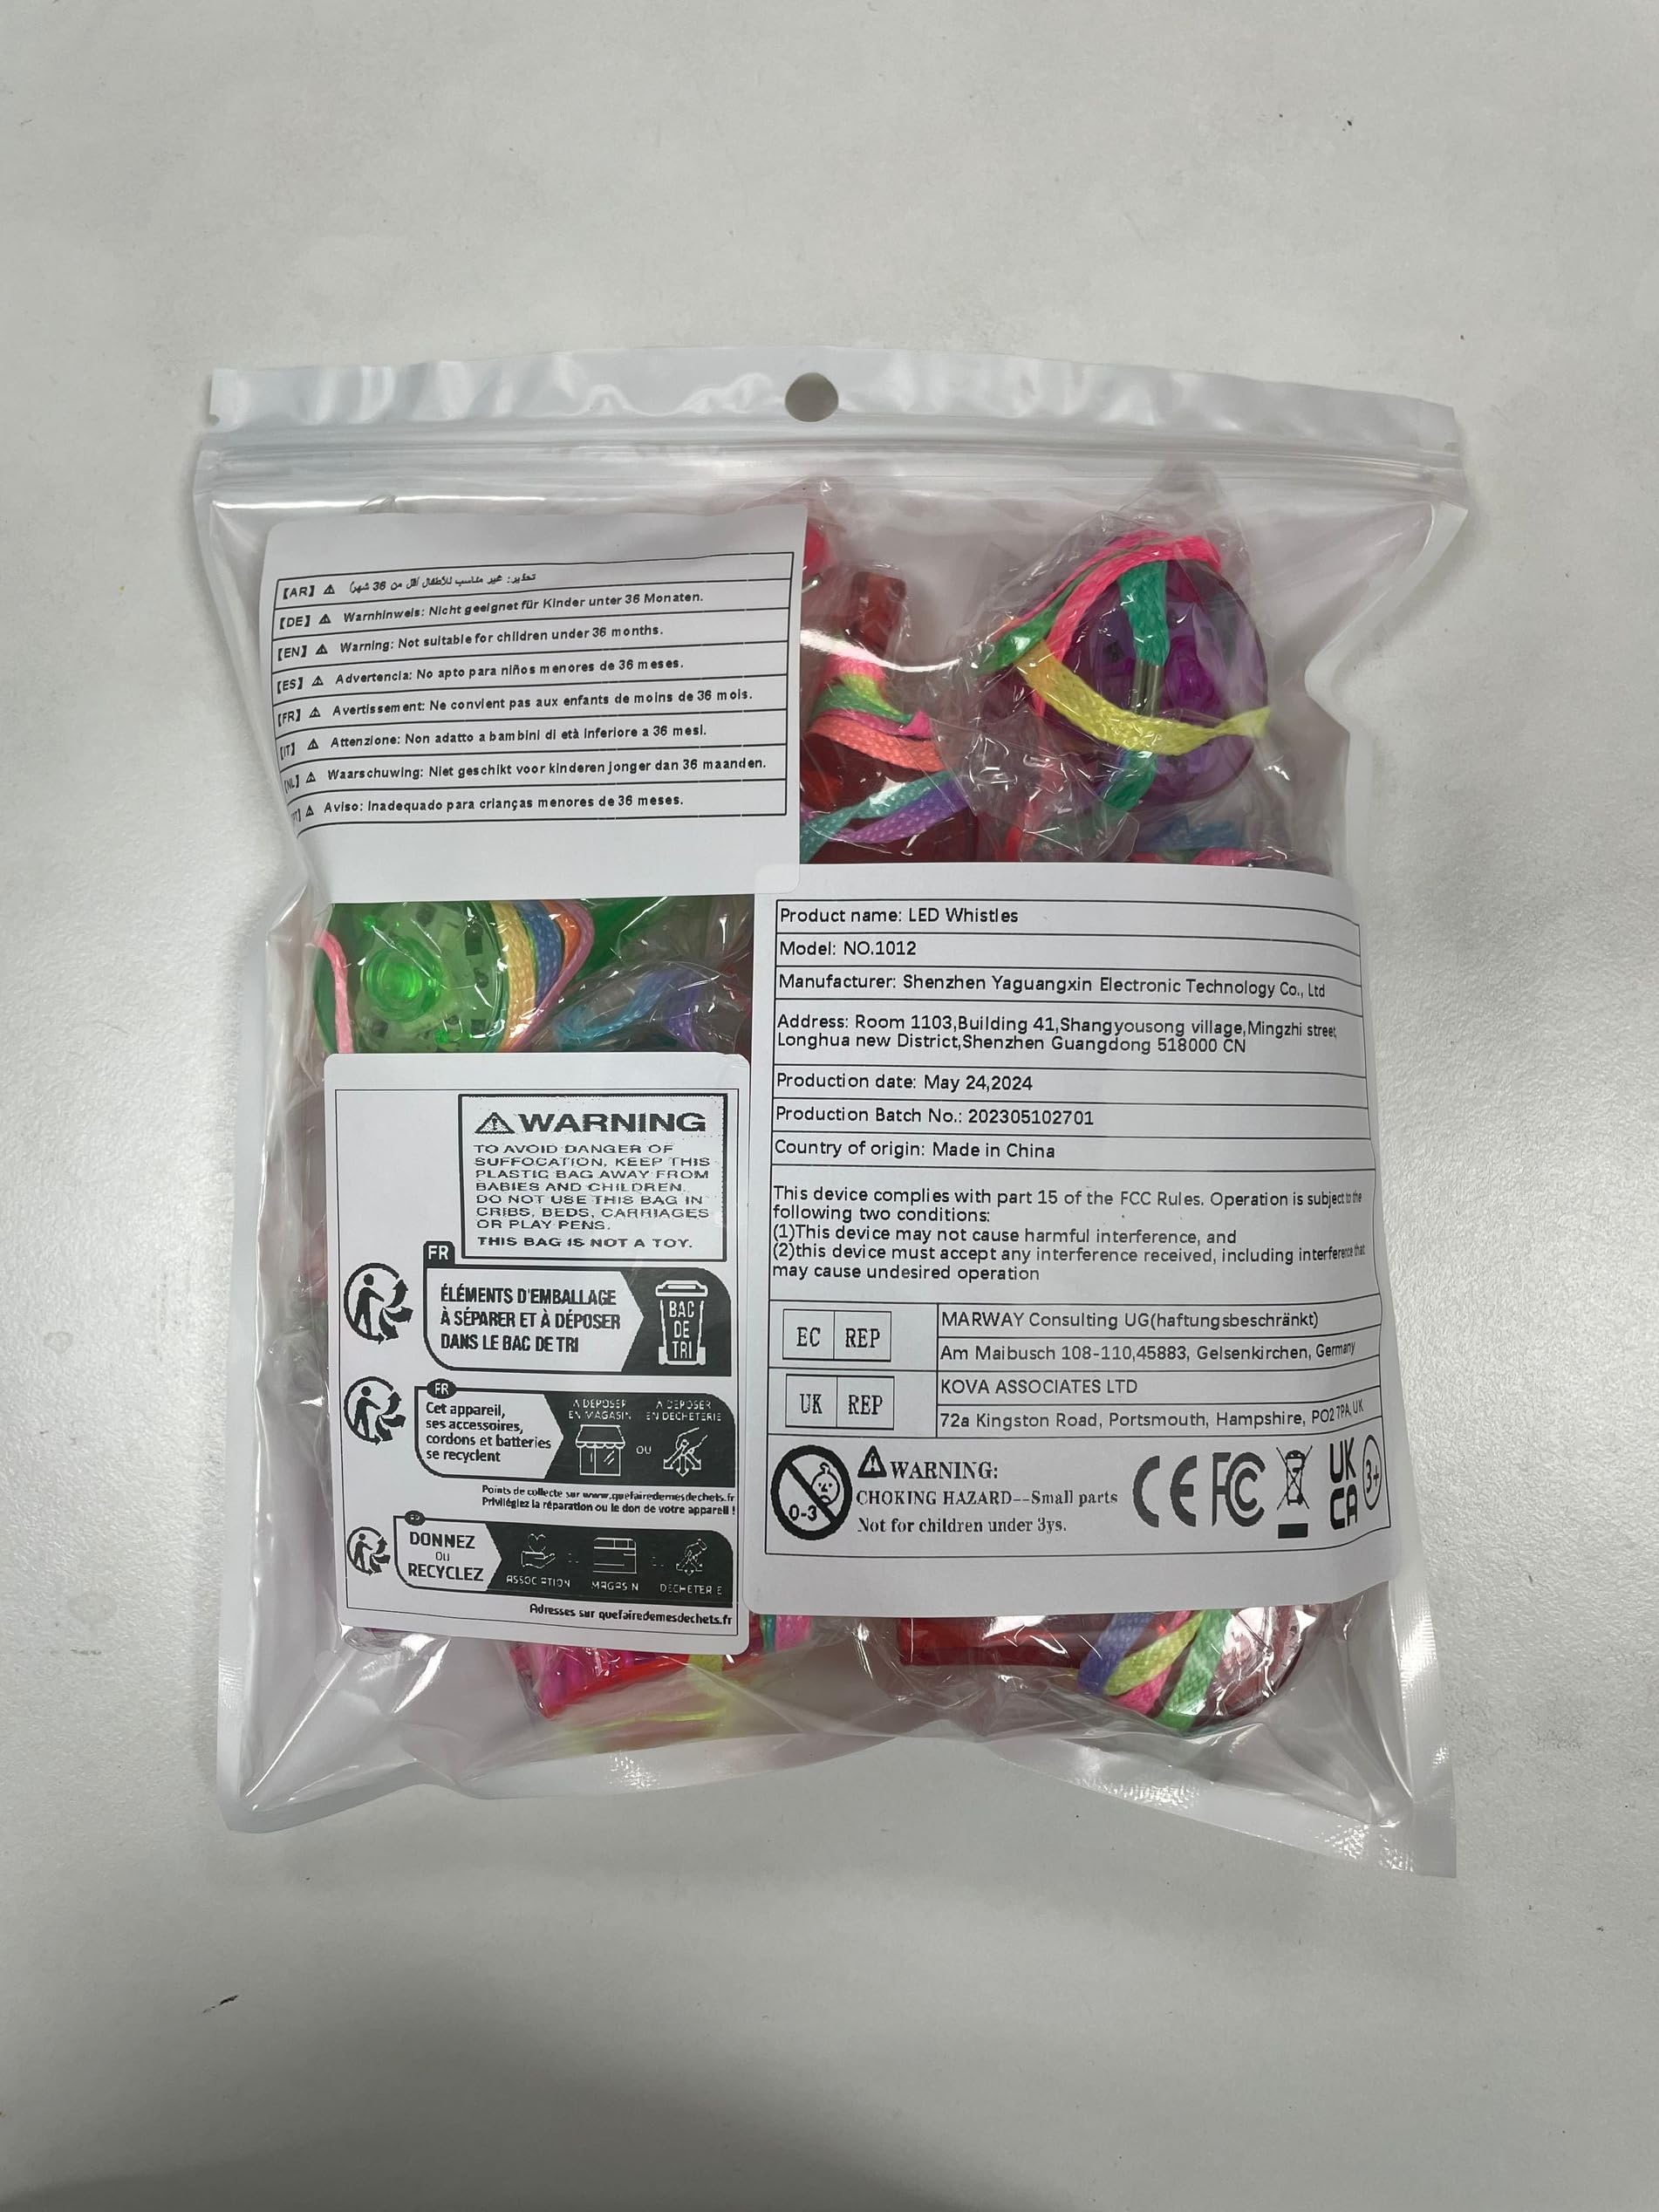 【AR】 ⚠ تحذير: غير مناسب للأطفال أقل من 36 شهرًا
【DE】 ⚠ Warnhinweis: Nicht geeignet für Kinder unter 36 Monaten.
【EN】 ⚠ Warning: Not suitable for children under 36 months.
【ES】 ⚠ Advertencia: No apto para niños menores de 36 meses.
【FR】 ⚠ Avertissement: Ne convient pas aux enfants de moins de 36 mois.
【IT】 ⚠ Attenzione: Non adatto a bambini di età inferiore a 36 mesi.
【NL】 ⚠ Waarschuwing: Niet geschikt voor kinderen jonger dan 36 maanden.
⚠ Aviso: Inadequado para crianças menores de 36 meses.
Product name: LED Whistles
Model: NO.1012
Manufacturer: Shenzhen Yaguangxin Electronic Technology Co., Ltd
Address: Room 1103,Building 41,Shangyousong village,Mingzhi street,
Longhua new District,Shenzhen Guangdong 518000 CN
Production date: May 24,2024
Production Batch No.: 202305102701
Country of origin: Made in China
This device complies with part 15 of the FCC Rules. Operation is subject to the
following two conditions:
(1)This device may not cause harmful interference, and
(2)this device must accept any interference received, including interference that
may cause undesired operation
EC REP
MARWAY Consulting UG(haftungsbeschränkt)
Am Maibusch 108-110,45883, Gelsenkirchen, Germany
UK REP
KOVA ASSOCIATES LTD
72a Kingston Road, Portsmouth, Hampshire, PO2 7PA, UK
0-3
⚠ WARNING:
CHOKING HAZARD--Small parts
Not for children under 3ys.
CE FC
UK
CA
3+
⚠ WARNING
TO AVOID DANGER OF
SUFFOCATION, KEEP THIS
PLASTIC BAG AWAY FROM
BABIES AND CHILDREN.
DO NOT USE THIS BAG IN
CRIBS, BEDS, CARRIAGES
OR PLAY PENS.
THIS BAG IS NOT A TOY.
FR
ÉLÉMENTS D'EMBALLAGE
À SÉPARER ET À DÉPOSER
DANS LE BAC DE TRI
BAC
DE
TRI
FR
Cet appareil,
ses accessoires,
cordons et batteries
se recyclent
A DEPOSER
EN MAGASIN
OU
A DEPOSER
EN DECHETERIE
Points de collecte sur www.quefairedemesdechets.fr
Privilégiez la réparation ou le don de votre appareil !
FR
DONNEZ
OU
RECYCLEZ
ASSOCIATION
MAGASIN
DECHETERIE
Adresses sur quefairedemesdechets.fr